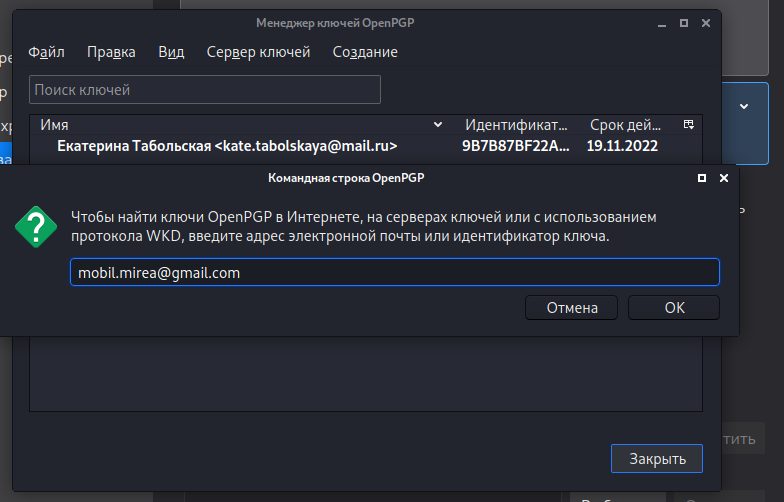 Менеджер ключей OpenPGP
Файл Правка Вид Сервер ключей Создание
Поиск ключей
Имя Идентификат... Срок дей...
Екатерина Табольская <kate.tabolskaya@mail.ru> 9B7B87BF22A... 19.11.2022
Командная строка OpenPGP
Чтобы найти ключи OpenPGP в Интернете, на серверах ключей или с использованием
протокола WKD, введите адрес электронной почты или идентификатор ключа.
mobil.mirea@gmail.com
Отмена OK
Закрыть